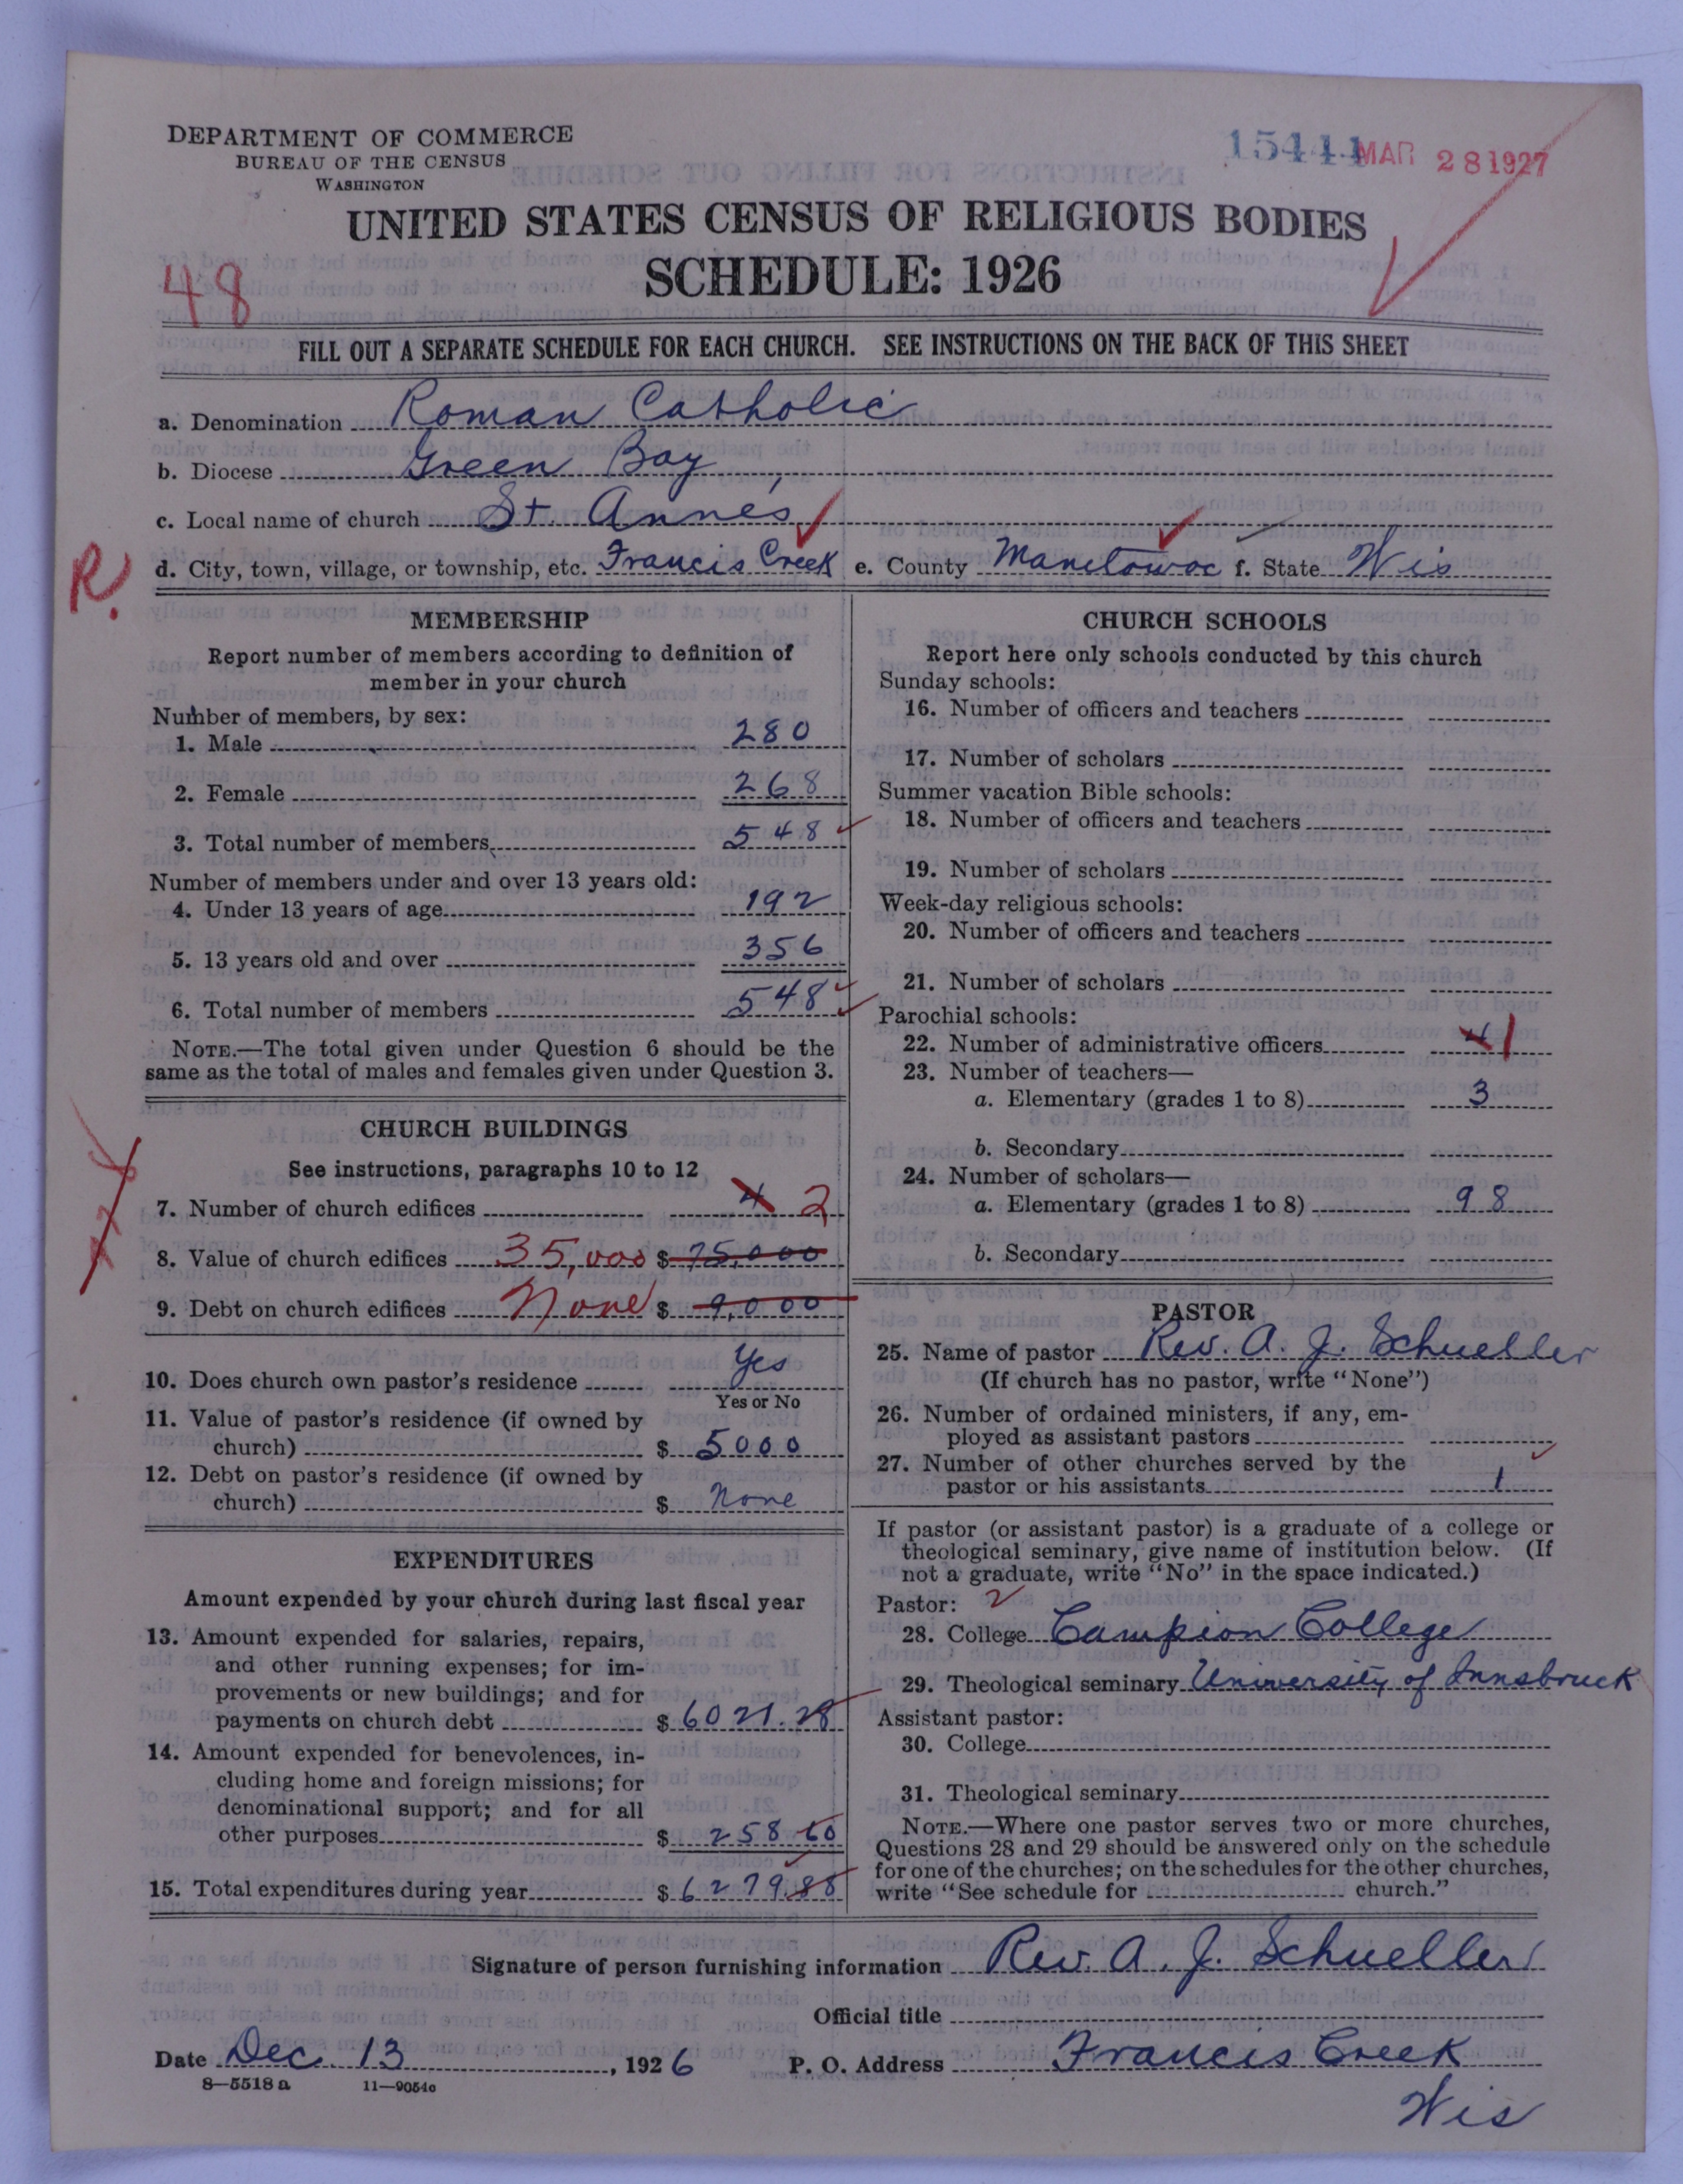 DEPARTMENT OF COMMERCE
BUREAU OF THE CENSUS
WASHINGTON
15444 MAR 28 1927
UNITED STATES CENSUS OF RELIGIOUS BODIES
SCHEDULE: 1926
48
FILL OUT A SEPARATE SCHEDULE FOR EACH CHURCH. SEE INSTRUCTIONS ON THE BACK OF THIS SHEET
a. Denomination Roman Catholic
b. Diocese Green Bay
c. Local name of church St. Anne's
R. d. City, town, village, or township, etc. Francis Creek e. County Manitowoc f. State Wis
MEMBERSHIP
Report number of members according to definition of
member in your church
Number of members, by sex:
1. Male 280
2. Female 268
3. Total number of members 548
Number of members under and over 13 years old:
4. Under 13 years of age 192
5. 13 years old and over 356
6. Total number of members 548
NOTE.—The total given under Question 6 should be the
same as the total of males and females given under Question 3.
CHURCH BUILDINGS
See instructions, paragraphs 10 to 12
7. Number of church edifices 4 2
8. Value of church edifices 35,000 $ 75,000
9. Debt on church edifices None $ 9,000
10. Does church own pastor's residence Yes
Yes or No
11. Value of pastor's residence (if owned by
church) $ 5000
12. Debt on pastor's residence (if owned by
church) $ None
EXPENDITURES
Amount expended by your church during last fiscal year
13. Amount expended for salaries, repairs,
and other running expenses; for im-
provements or new buildings; and for
payments on church debt $ 6021.28
14. Amount expended for benevolences, in-
cluding home and foreign missions; for
denominational support; and for all
other purposes $ 258 60
15. Total expenditures during year $ 6279.88
CHURCH SCHOOLS
Report here only schools conducted by this church
Sunday schools:
16. Number of officers and teachers
17. Number of scholars
Summer vacation Bible schools:
18. Number of officers and teachers
19. Number of scholars
Week-day religious schools:
20. Number of officers and teachers
21. Number of scholars
Parochial schools:
22. Number of administrative officers 4 1
23. Number of teachers—
a. Elementary (grades 1 to 8) 3
b. Secondary
24. Number of scholars—
a. Elementary (grades 1 to 8) 98
b. Secondary
PASTOR
25. Name of pastor Rev. A. J. Schueller
(If church has no pastor, write "None")
26. Number of ordained ministers, if any, em-
ployed as assistant pastors
27. Number of other churches served by the
pastor or his assistants 1
If pastor (or assistant pastor) is a graduate of a college or
theological seminary, give name of institution below. (If
not a graduate, write "No" in the space indicated.)
Pastor: 2
28. College Campion College
29. Theological seminary University of Innsbruck
Assistant pastor:
30. College
31. Theological seminary
NOTE.—Where one pastor serves two or more churches,
Questions 28 and 29 should be answered only on the schedule
for one of the churches; on the schedules for the other churches,
write "See schedule for church."
Signature of person furnishing information Rev. A. J. Schueller
Official title
Date Dec. 13, 1926 P. O. Address Francis Creek
8—5518 a 11—9054c
Wis